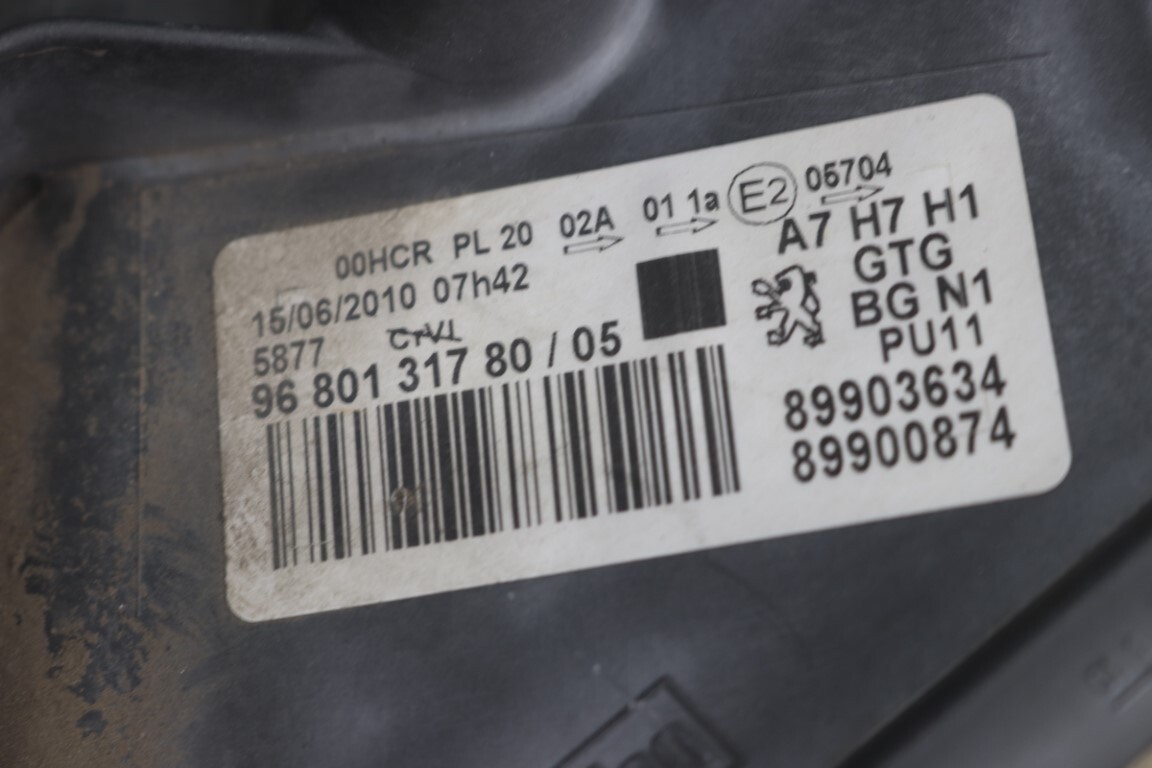 00HCR PL 20 02A 01 1a E2 05704
15/06/2010 07h42
5877
96 801 317 80 / 05
A7 H7 H1
GTG
BG N1
PU11
89903634
89900874